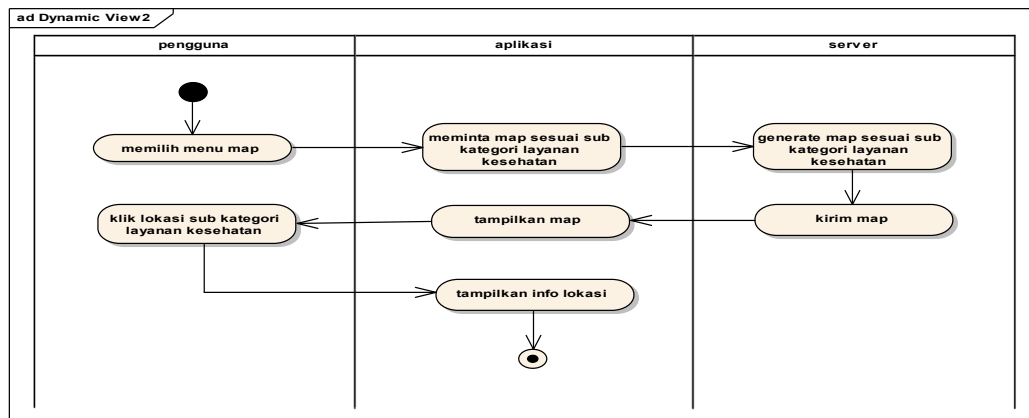 ad Dynamic View2
pengguna
aplikasi
server
memilih menu map
meminta map sesuai sub
kategori layanan
kesehatan
generate map sesuai sub
kategori layanan
kesehatan
klik lokasi sub kategori
layanan kesehatan
tampilkan map
kirim map
tampilkan info lokasi